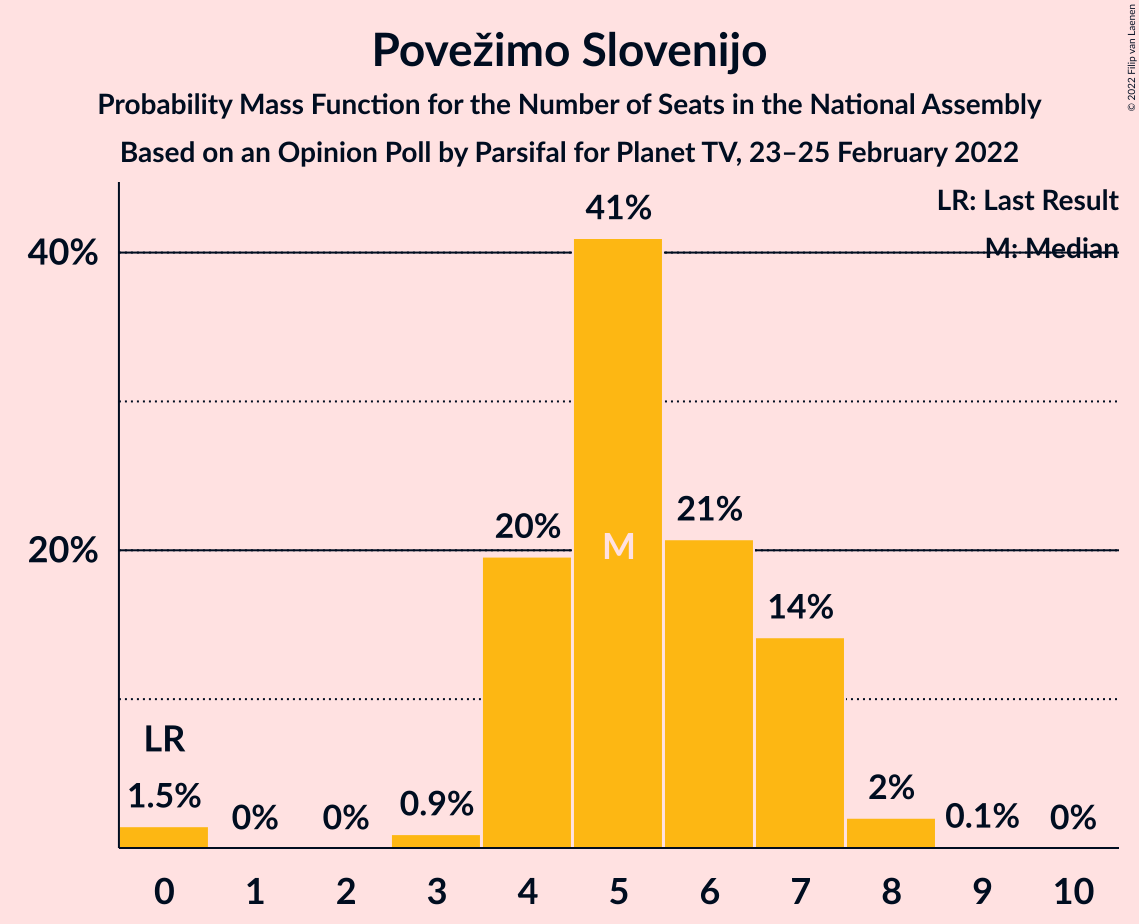 Povežimo Slovenijo
Probability Mass Function for the Number of Seats in the National Assembly
Based on an Opinion Poll by Parsifal for Planet TV, 23–25 February 2022
© 2022 Filip van Laenen
LR: Last Result
M: Median
40%
20%
LR
1.5%
0%
0%
0.9%
20%
41%
M
21%
14%
2%
0.1%
0%
0 1 2 3 4 5 6 7 8 9 10